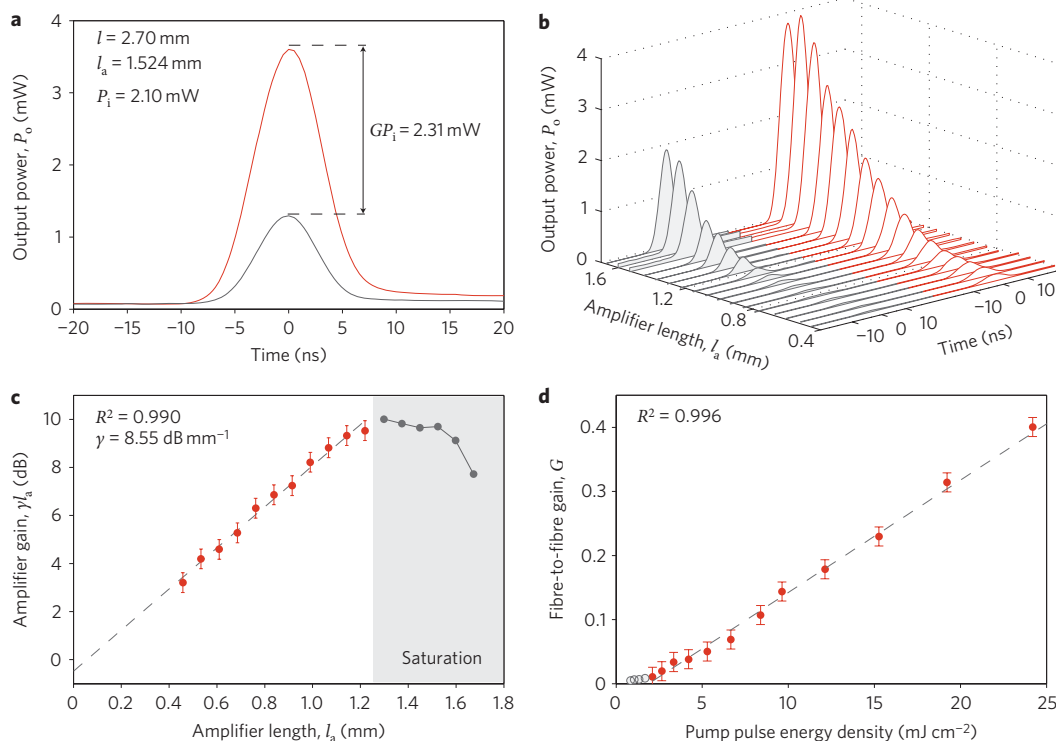 a
l = 2.70 mm
lₐ = 1.524 mm
Pᵢ = 2.10 mW
GPᵢ = 2.31 mW
Output power, Pₒ (mW)
4
3
2
1
0
−20 −15 −10 −5 0 5 10 15 20
Time (ns)
b
Output power, Pₒ (mW)
4
3
2
1
0
1.6 1.2 0.8 0.4
Amplifier length, lₐ (mm)
−10 0 10
−10 0 10
Time (ns)
c
R² = 0.990
γ = 8.55 dB mm⁻¹
Amplifier gain, γlₐ (dB)
10
8
6
4
2
0
Saturation
0.0 0.2 0.4 0.6 0.8 1.0 1.2 1.4 1.6 1.8
Amplifier length, lₐ (mm)
d
R² = 0.996
Fibre-to-fibre gain, G
0.4
0.3
0.2
0.1
0
0 5 10 15 20 25
Pump pulse energy density (mJ cm⁻²)